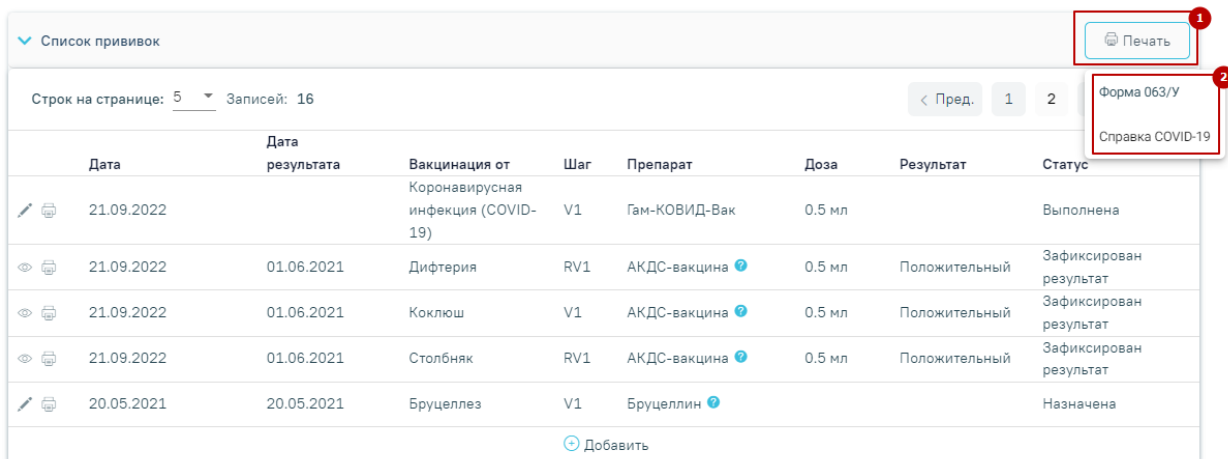 Список прививок
Печать
1
2
Форма 063/У
Справка COVID-19
Строк на странице: 5 Записей: 16
< Пред. 1 2
Дата Дата результата Вакцинация от Шаг Препарат Доза Результат Статус
21.09.2022 Коронавирусная инфекция (COVID-19) V1 Гам-КОВИД-Вак 0.5 мл Выполнена
21.09.2022 01.06.2021 Дифтерия RV1 АКДС-вакцина ? 0.5 мл Положительный Зафиксирован результат
21.09.2022 01.06.2021 Коклюш V1 АКДС-вакцина ? 0.5 мл Положительный Зафиксирован результат
21.09.2022 01.06.2021 Столбняк RV1 АКДС-вакцина ? 0.5 мл Положительный Зафиксирован результат
20.05.2021 20.05.2021 Бруцеллез V1 Бруцеллин ? Назначена
Добавить